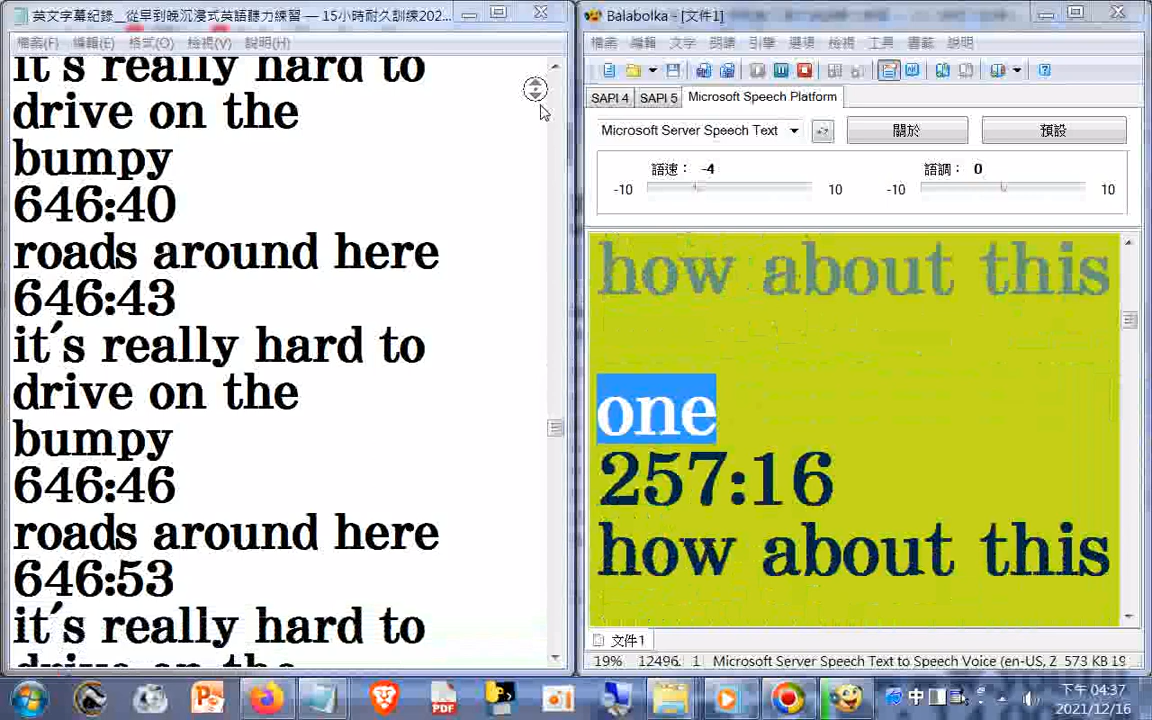 英文字幕紀錄__從早到晚沉浸式英語聽力練習 — 15小時耐久訓練202...
檔案(F) 編輯(E) 格式(O) 檢視(V) 說明(H)
it's really hard to
drive on the
bumpy
646:40
roads around here
646:43
it's really hard to
drive on the
bumpy
646:46
roads around here
646:53
it's really hard to
drive on the
Balabolka - [文件1]
檔案 編輯 文字 朗讀 引擎 選項 檢視 工具 書籤 說明
SAPI 4 SAPI 5 Microsoft Speech Platform
Microsoft Server Speech Text 關於 預設
語速： -4 語調： 0
-10 10 -10 10
how about this
one
257:16
how about this
文件1
19% 12496: 1 Microsoft Server Speech Text to Speech Voice (en-US, 2 573 KB 19
PDF 中 下午 04:37
2021/12/16